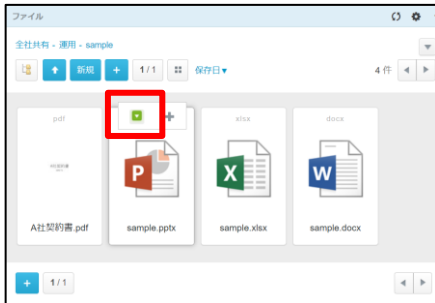 ファイル
全社共有 - 運用 - sample
新規 + 1/1 保存日▼ 4 件
pdf xlsx docx
P X W
A社契約書.pdf sample.pptx sample.xlsx sample.docx
+ 1/1